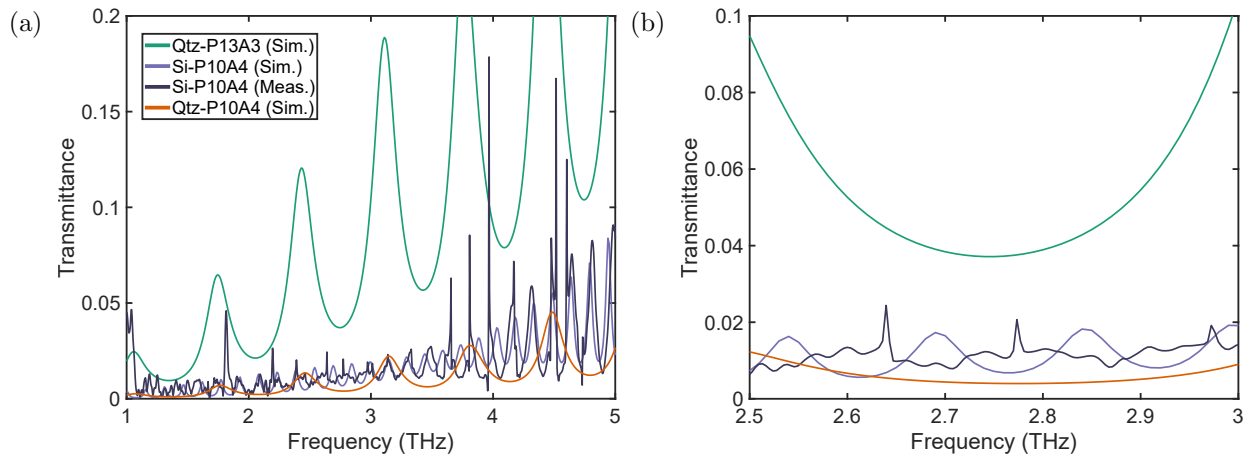 (a)
0.2
0.15
0.1
0.05
0
Transmittance
Qtz-P13A3 (Sim.)
Si-P10A4 (Sim.)
Si-P10A4 (Meas.)
Qtz-P10A4 (Sim.)
1 2 3 4 5
Frequency (THz)
(b)
0.1
0.08
0.06
0.04
0.02
0
Transmittance
2.5 2.6 2.7 2.8 2.9 3
Frequency (THz)